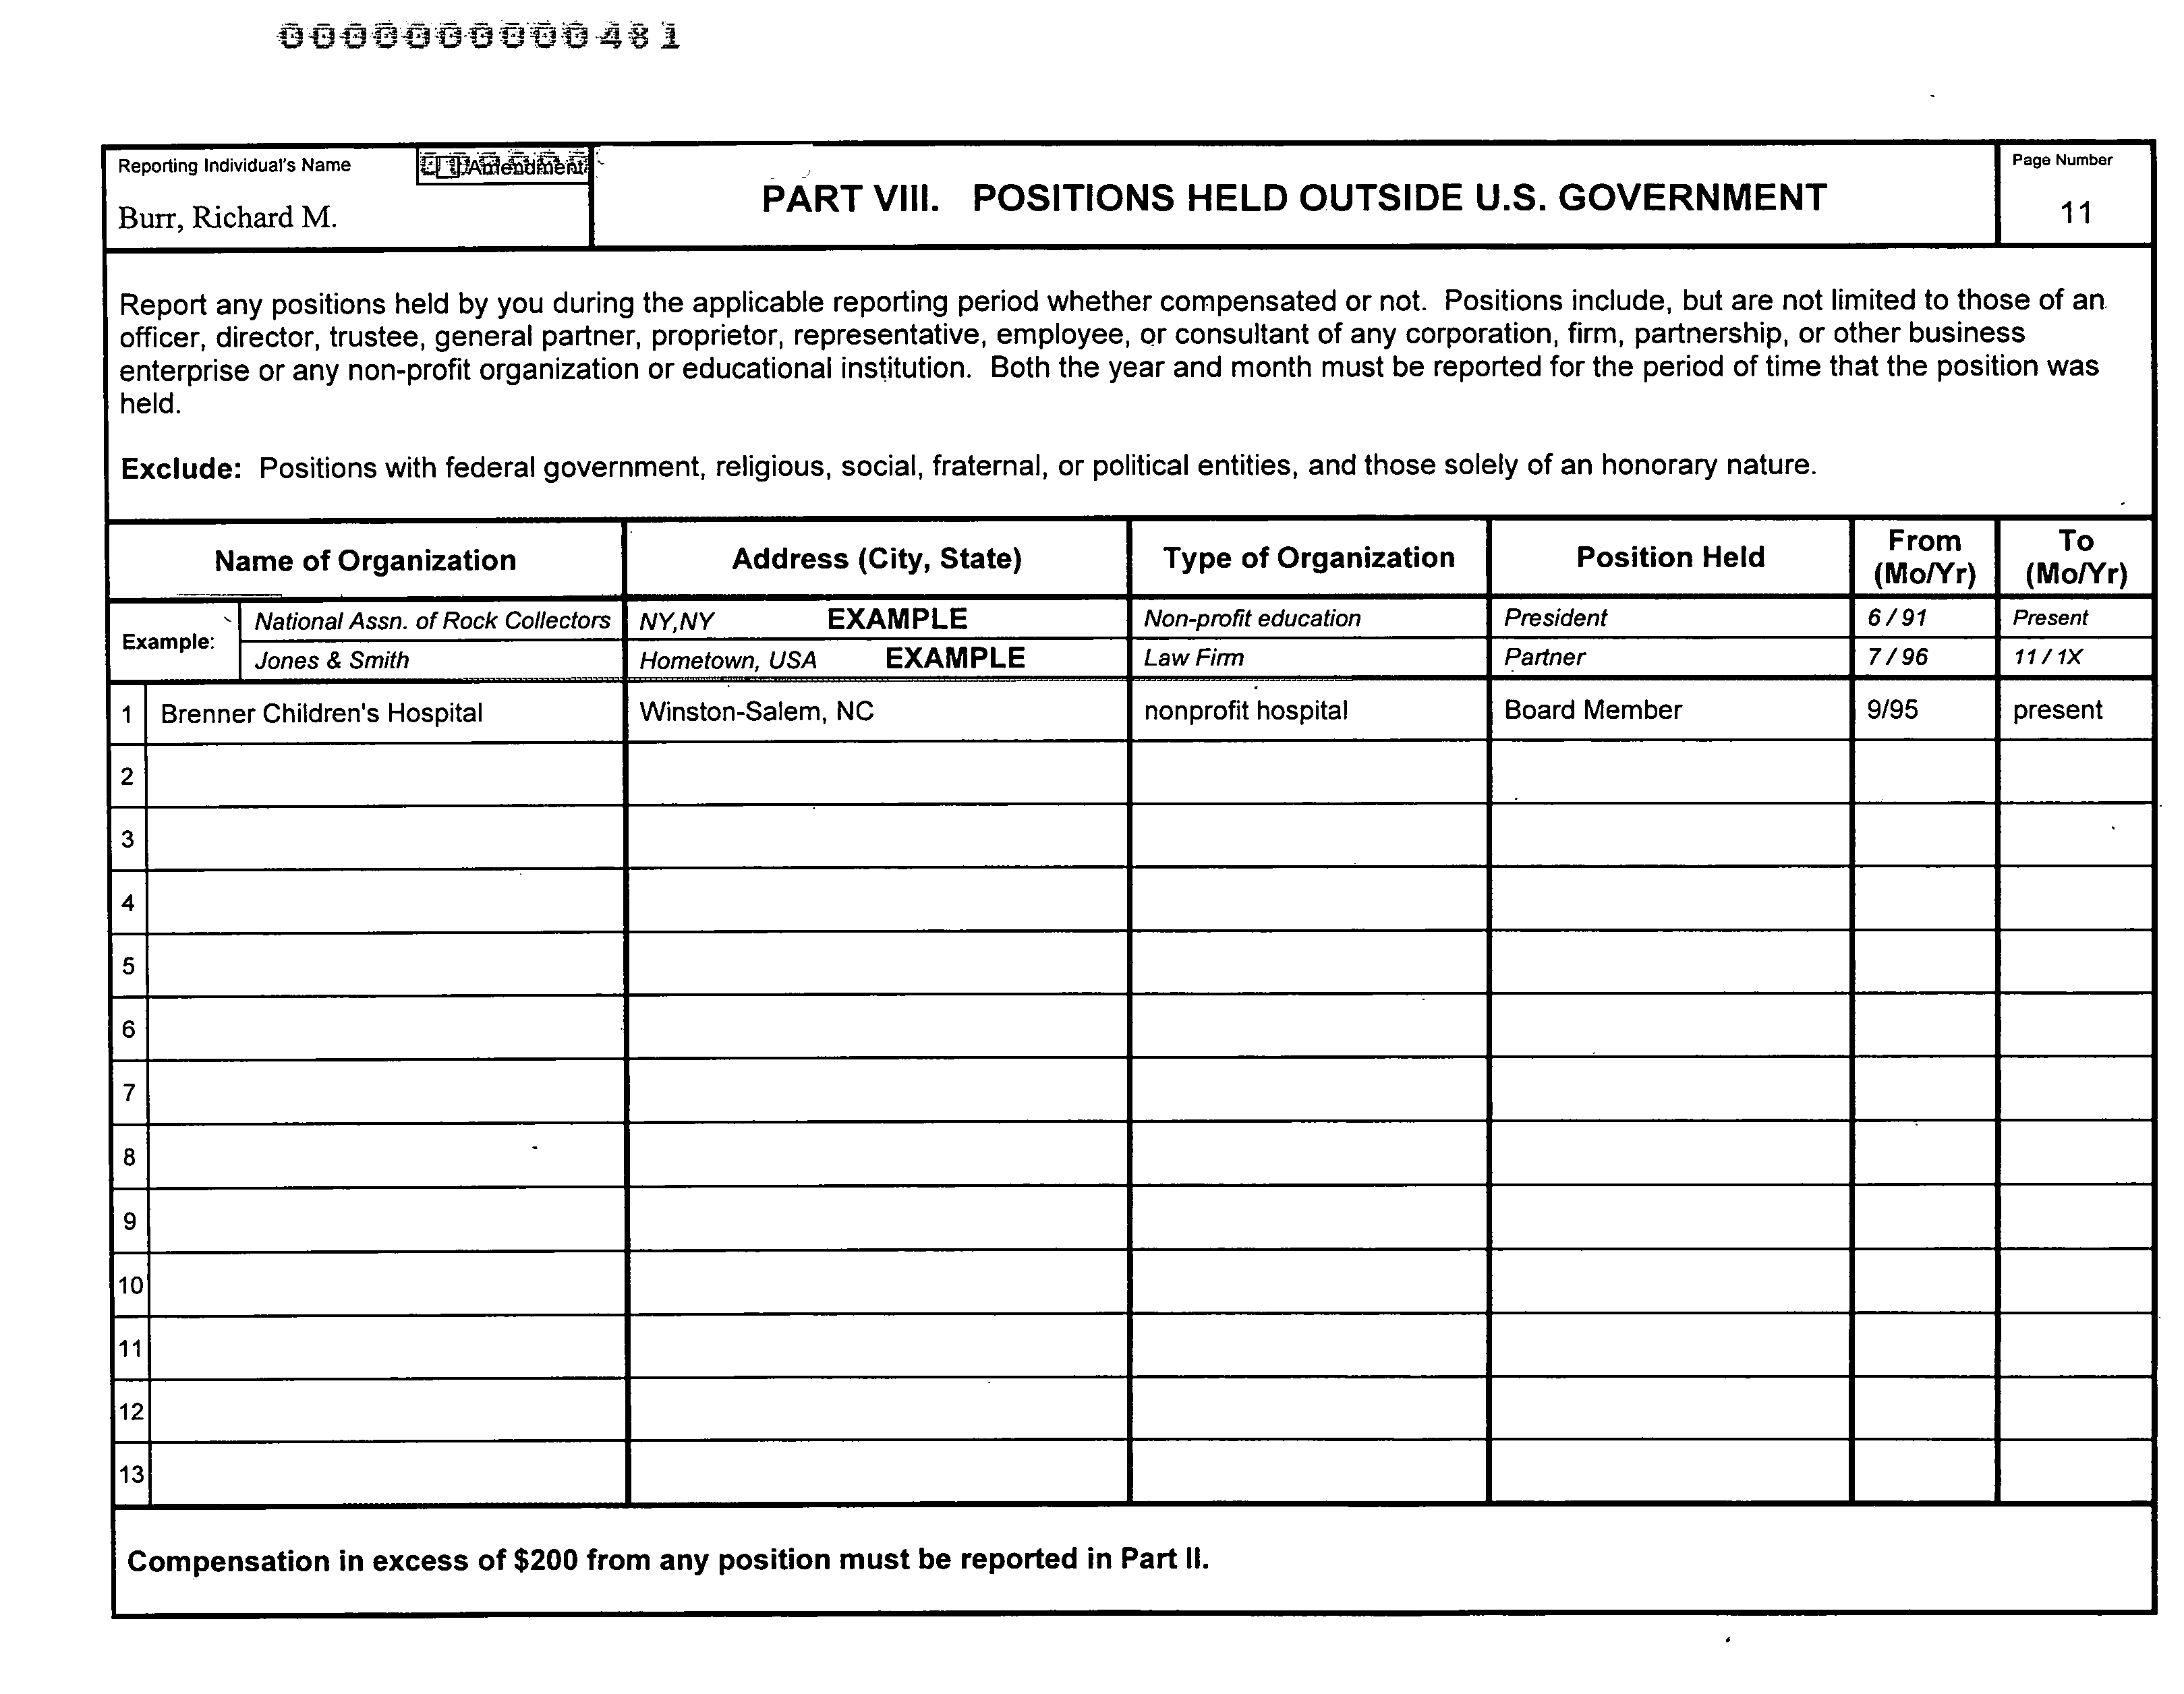 0000000000481
Reporting Individual's Name
Amendment
Burr, Richard M.
PART VIII. POSITIONS HELD OUTSIDE U.S. GOVERNMENT
Page Number
11
Report any positions held by you during the applicable reporting period whether compensated or not. Positions include, but are not limited to those of an
officer, director, trustee, general partner, proprietor, representative, employee, or consultant of any corporation, firm, partnership, or other business
enterprise or any non-profit organization or educational institution. Both the year and month must be reported for the period of time that the position was
held.
Exclude: Positions with federal government, religious, social, fraternal, or political entities, and those solely of an honorary nature.
Name of Organization Address (City, State) Type of Organization Position Held From (Mo/Yr) To (Mo/Yr)
Example: National Assn. of Rock Collectors NY,NY EXAMPLE Non-profit education President 6 / 91 Present
Jones & Smith Hometown, USA EXAMPLE Law Firm Partner 7 / 96 11 / 1X
1 Brenner Children's Hospital Winston-Salem, NC nonprofit hospital Board Member 9/95 present
2
3
4
5
6
7
8
9
10
11
12
13
Compensation in excess of $200 from any position must be reported in Part II.